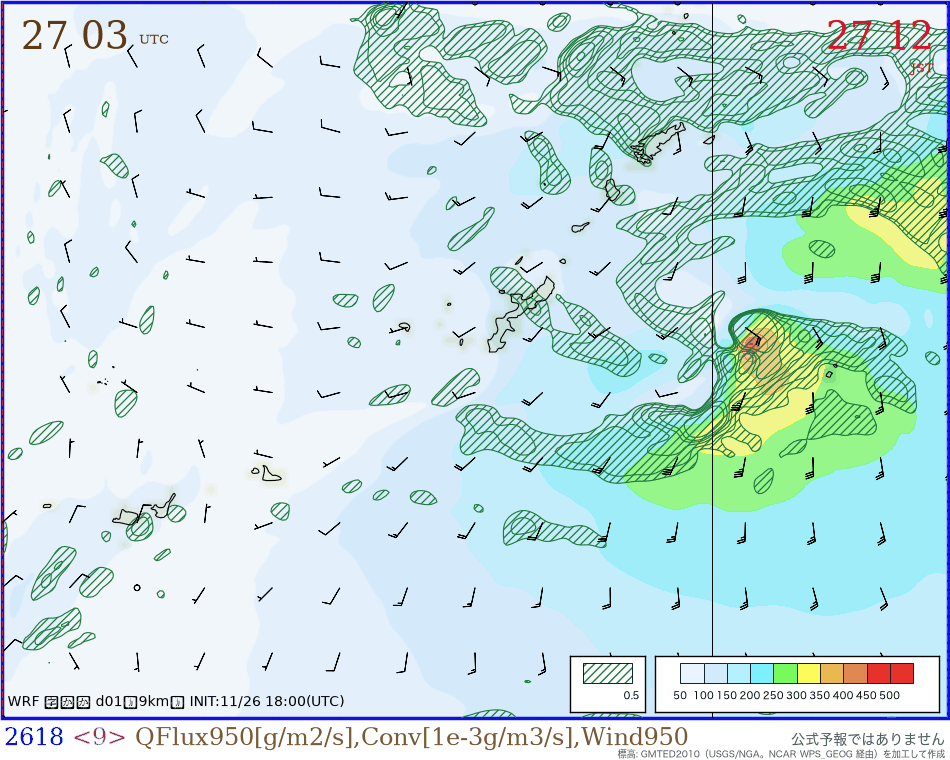 27 03 UTC
27 12
JST
0.5
50 100 150 200 250 300 350 400 450 500
WRF d01 9km INIT:11/26 18:00(UTC)
2618 <9> QFlux950[g/m2/s],Conv[1e-3g/m3/s],Wind950
公式予報ではありません
標高: GMTED2010（USGS/NGA。NCAR WPS_GEOG 経由）を加工して作成